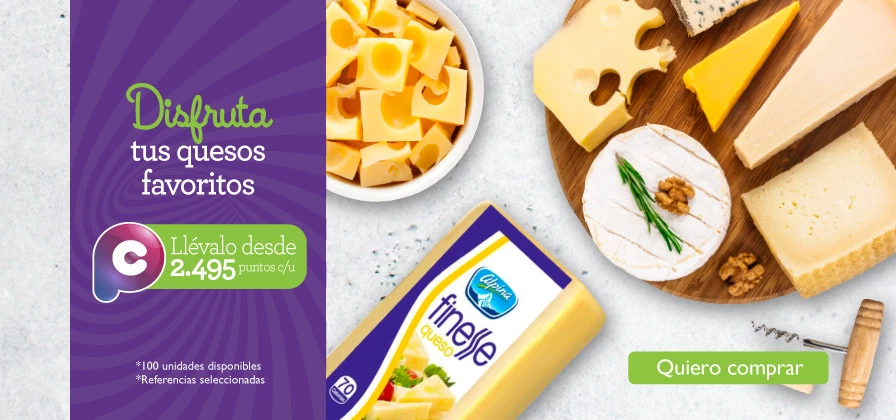 Disfruta
tus quesos
favoritos
C
Llévalo desde
2.495 puntos c/u
*100 unidades disponibles
*Referencias seleccionadas
Alpina
finesse
queso
70
Quiero comprar